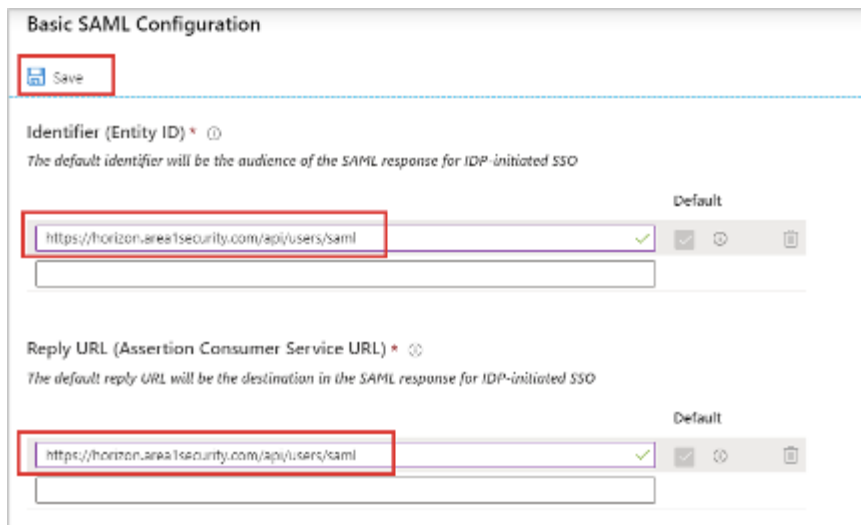 Basic SAML Configuration
Save
Identifier (Entity ID) *
The default identifier will be the audience of the SAML response for IDP-initiated SSO
Default
https://horizon.area1security.com/api/users/saml
Reply URL (Assertion Consumer Service URL) *
The default reply URL will be the destination in the SAML response for IDP-initiated SSO
Default
https://horizon.area1security.com/api/users/saml